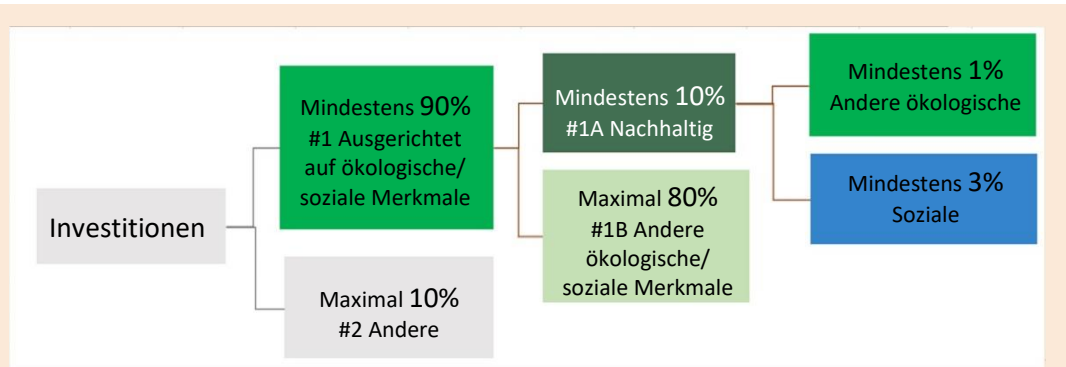 Investitionen
Mindestens 90%
#1 Ausgerichtet
auf ökologische/
soziale Merkmale
Maximal 10%
#2 Andere
Mindestens 10%
#1A Nachhaltig
Maximal 80%
#1B Andere
ökologische/
soziale Merkmale
Mindestens 1%
Andere ökologische
Mindestens 3%
Soziale